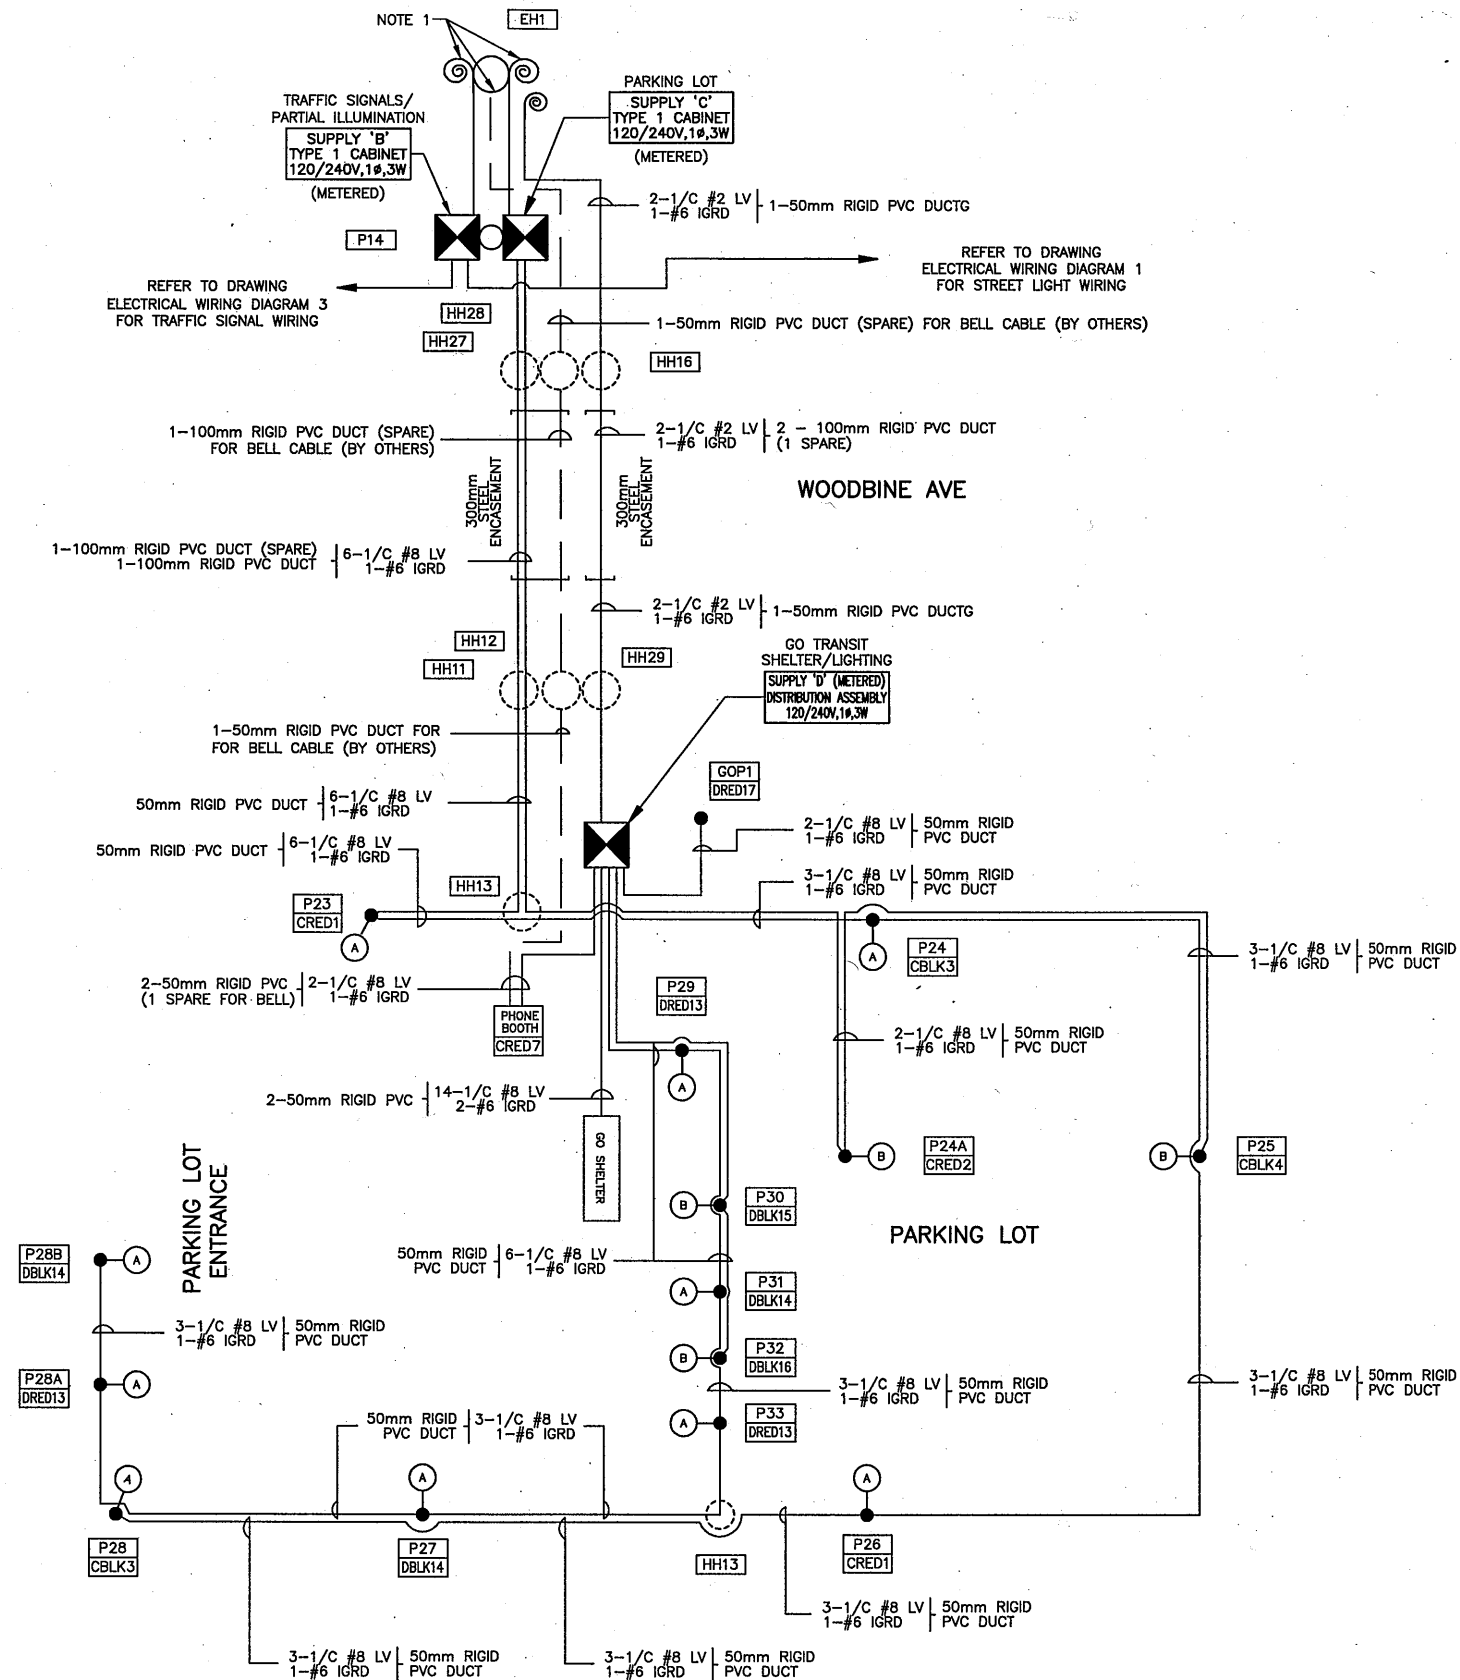 NOTE 1
EH1
TRAFFIC SIGNALS/
PARTIAL ILLUMINATION
SUPPLY 'B'
TYPE 1 CABINET
120/240V,1ø,3W
(METERED)
PARKING LOT
SUPPLY 'C'
TYPE 1 CABINET
120/240V,1ø,3W
(METERED)
2-1/C #2 LV
1-#6 IGRD
1-50mm RIGID PVC DUCTG
P14
REFER TO DRAWING
ELECTRICAL WIRING DIAGRAM 3
FOR TRAFFIC SIGNAL WIRING
REFER TO DRAWING
ELECTRICAL WIRING DIAGRAM 1
FOR STREET LIGHT WIRING
HH28
HH27
1-50mm RIGID PVC DUCT (SPARE) FOR BELL CABLE (BY OTHERS)
HH16
1-100mm RIGID PVC DUCT (SPARE)
FOR BELL CABLE (BY OTHERS)
2-1/C #2 LV
1-#6 IGRD
2 - 100mm RIGID PVC DUCT
(1 SPARE)
300mm
STEEL
ENCASEMENT
300mm
STEEL
ENCASEMENT
WOODBINE AVE
1-100mm RIGID PVC DUCT (SPARE)
1-100mm RIGID PVC DUCT
6-1/C #8 LV
1-#6 IGRD
2-1/C #2 LV
1-#6 IGRD
1-50mm RIGID PVC DUCTG
HH12
HH11
HH29
GO TRANSIT
SHELTER/LIGHTING
SUPPLY 'D' (METERED)
DISTRIBUTION ASSEMBLY
120/240V,1ø,3W
1-50mm RIGID PVC DUCT FOR
FOR BELL CABLE (BY OTHERS)
GOP1
DRED17
50mm RIGID PVC DUCT
6-1/C #8 LV
1-#6 IGRD
2-1/C #8 LV
1-#6 IGRD
50mm RIGID
PVC DUCT
50mm RIGID PVC DUCT
6-1/C #8 LV
1-#6 IGRD
3-1/C #8 LV
1-#6 IGRD
50mm RIGID
PVC DUCT
HH13
P23
CRED1
A
P24
CBLK3
A
3-1/C #8 LV
1-#6 IGRD
50mm RIGID
PVC DUCT
2-50mm RIGID PVC
(1 SPARE FOR BELL)
2-1/C #8 LV
1-#6 IGRD
P29
DRED13
PHONE
BOOTH
CRED7
2-1/C #8 LV
1-#6 IGRD
50mm RIGID
PVC DUCT
A
2-50mm RIGID PVC
14-1/C #8 LV
2-#6 IGRD
GO SHELTER
B
P24A
CRED2
B
P25
CBLK4
PARKING LOT
ENTRANCE
B
P30
DBLK15
PARKING LOT
P28B
DBLK14
A
50mm RIGID
PVC DUCT
6-1/C #8 LV
1-#6 IGRD
A
P31
DBLK14
3-1/C #8 LV
1-#6 IGRD
50mm RIGID
PVC DUCT
B
P32
DBLK16
P28A
DRED13
A
3-1/C #8 LV
1-#6 IGRD
50mm RIGID
PVC DUCT
3-1/C #8 LV
1-#6 IGRD
50mm RIGID
PVC DUCT
50mm RIGID
PVC DUCT
3-1/C #8 LV
1-#6 IGRD
A
P33
DRED13
A
A
A
P28
CBLK3
P27
DBLK14
HH13
P26
CRED1
3-1/C #8 LV
1-#6 IGRD
50mm RIGID
PVC DUCT
3-1/C #8 LV
1-#6 IGRD
50mm RIGID
PVC DUCT
3-1/C #8 LV
1-#6 IGRD
50mm RIGID
PVC DUCT